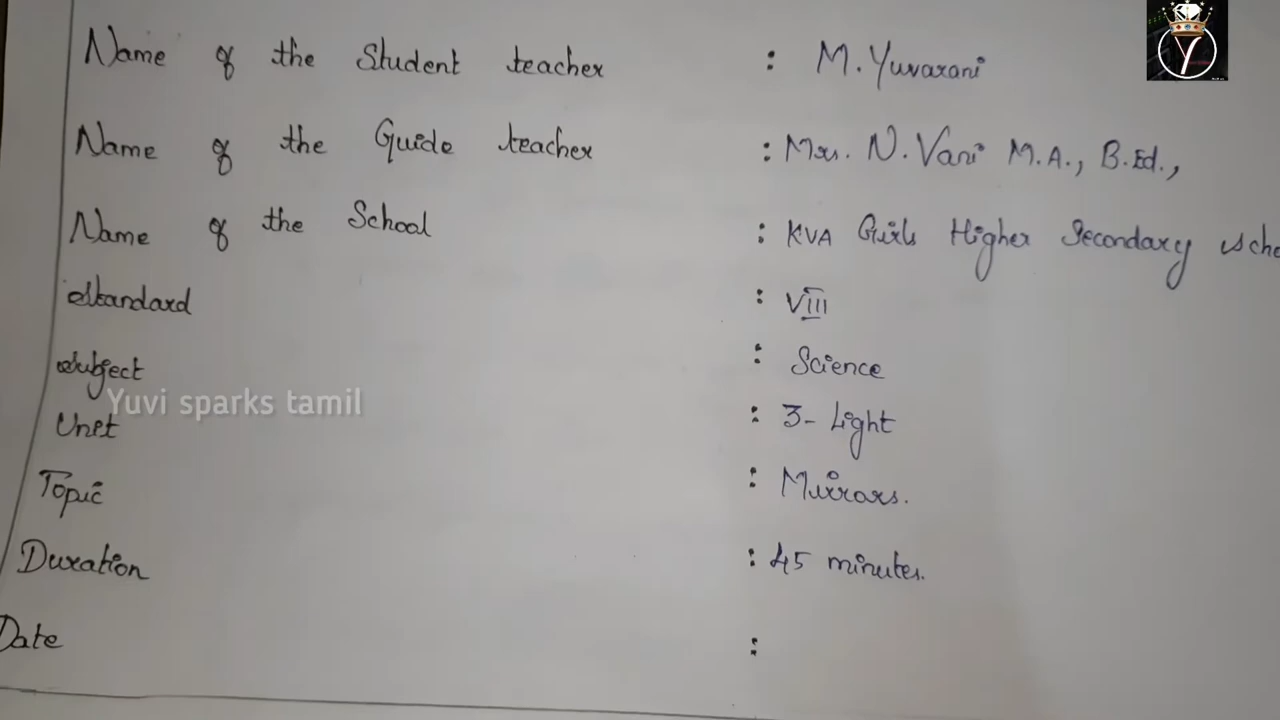 Name of the Student teacher : M. Yuvarani
Name of the Guide teacher : Mrs. N. Vani M.A., B.Ed.,
Name of the School : KVA Girls Higher Secondary Scho
Standard : VIII
Subject : Science
Yuvi sparks tamil
Unit : 3- Light
Topic : Mirrors.
Duration : 45 minutes.
Date :
Y